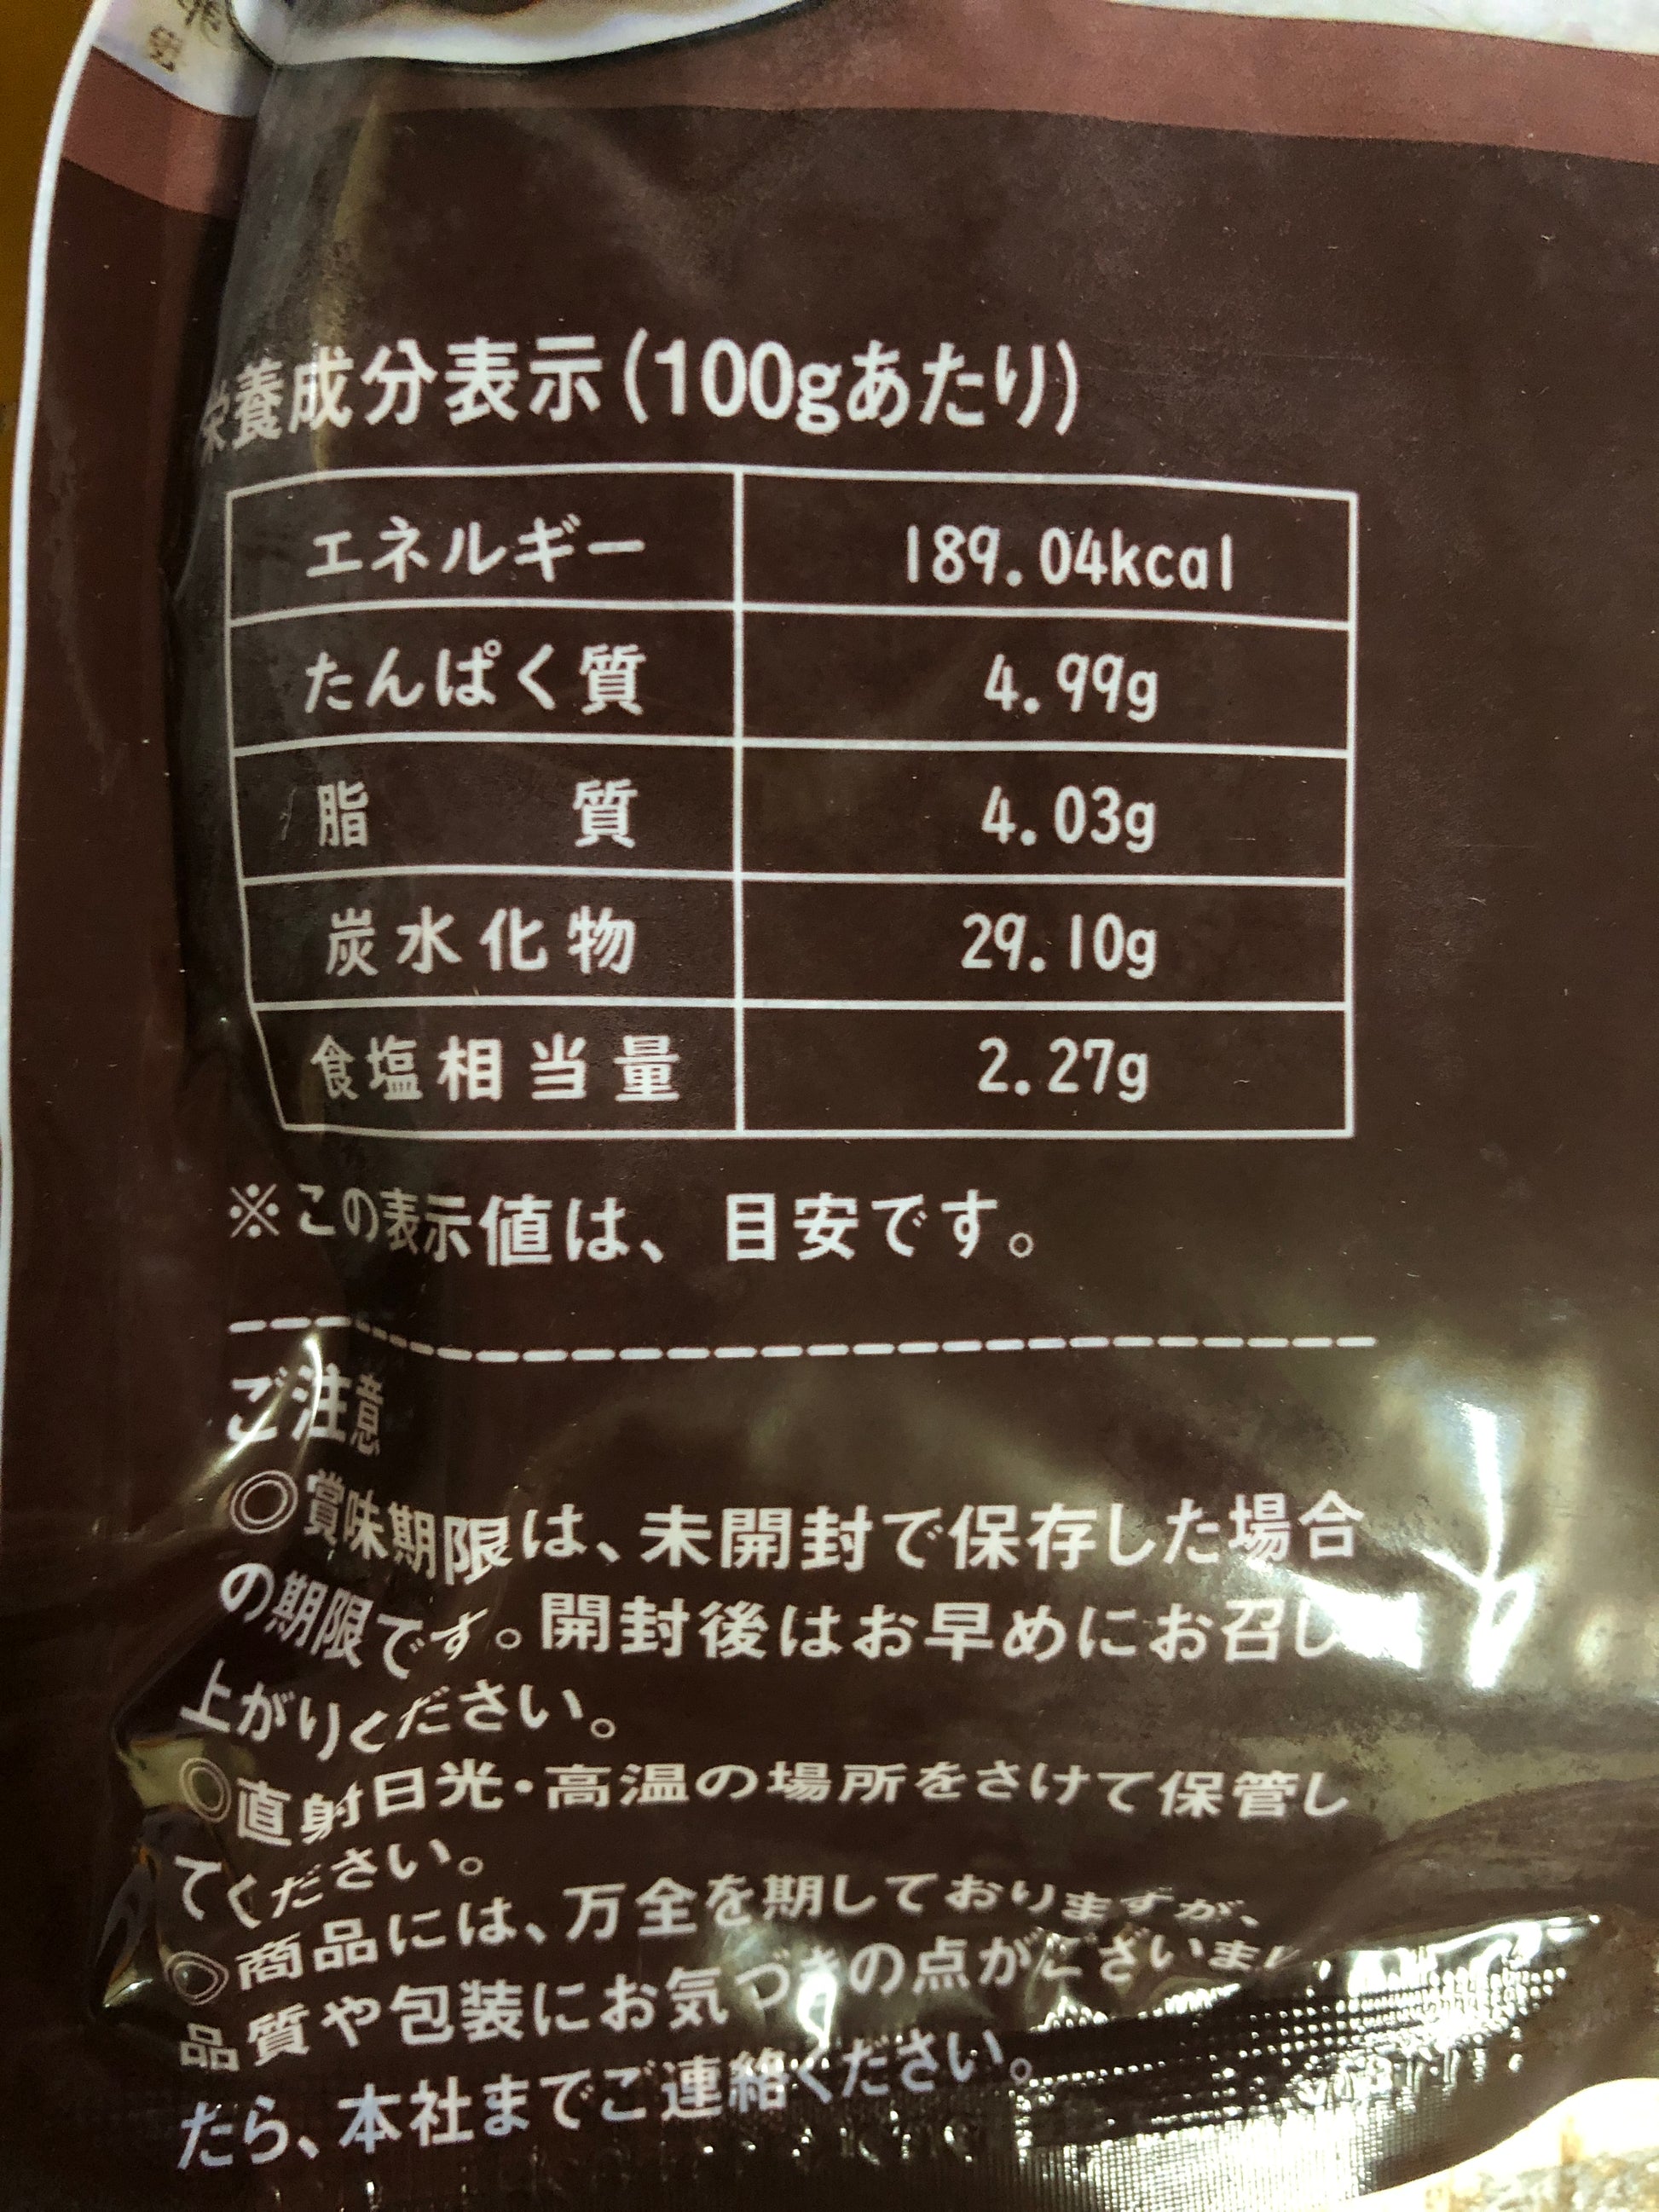 栄養成分表示(100gあたり)
エネルギー 189.04kcal
たんぱく質 4.99g
脂質 4.03g
炭水化物 29.10g
食塩相当量 2.27g
※この表示値は、目安です。
ご注意
◎賞味期限は、未開封で保存した場合
の期限です。開封後はお早めにお召し
上がりください。
◎直射日光・高温の場所をさけて保管し
てください。
◎商品には、万全を期しておりますが、
品質や包装にお気づきの点がございまし
たら、本社までご連絡ください。